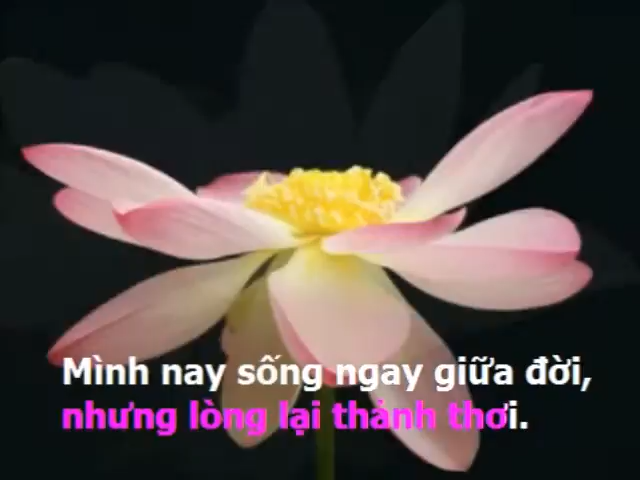 Mình nay sống ngay giữa đời,
nhưng lòng lại thảnh thơi.